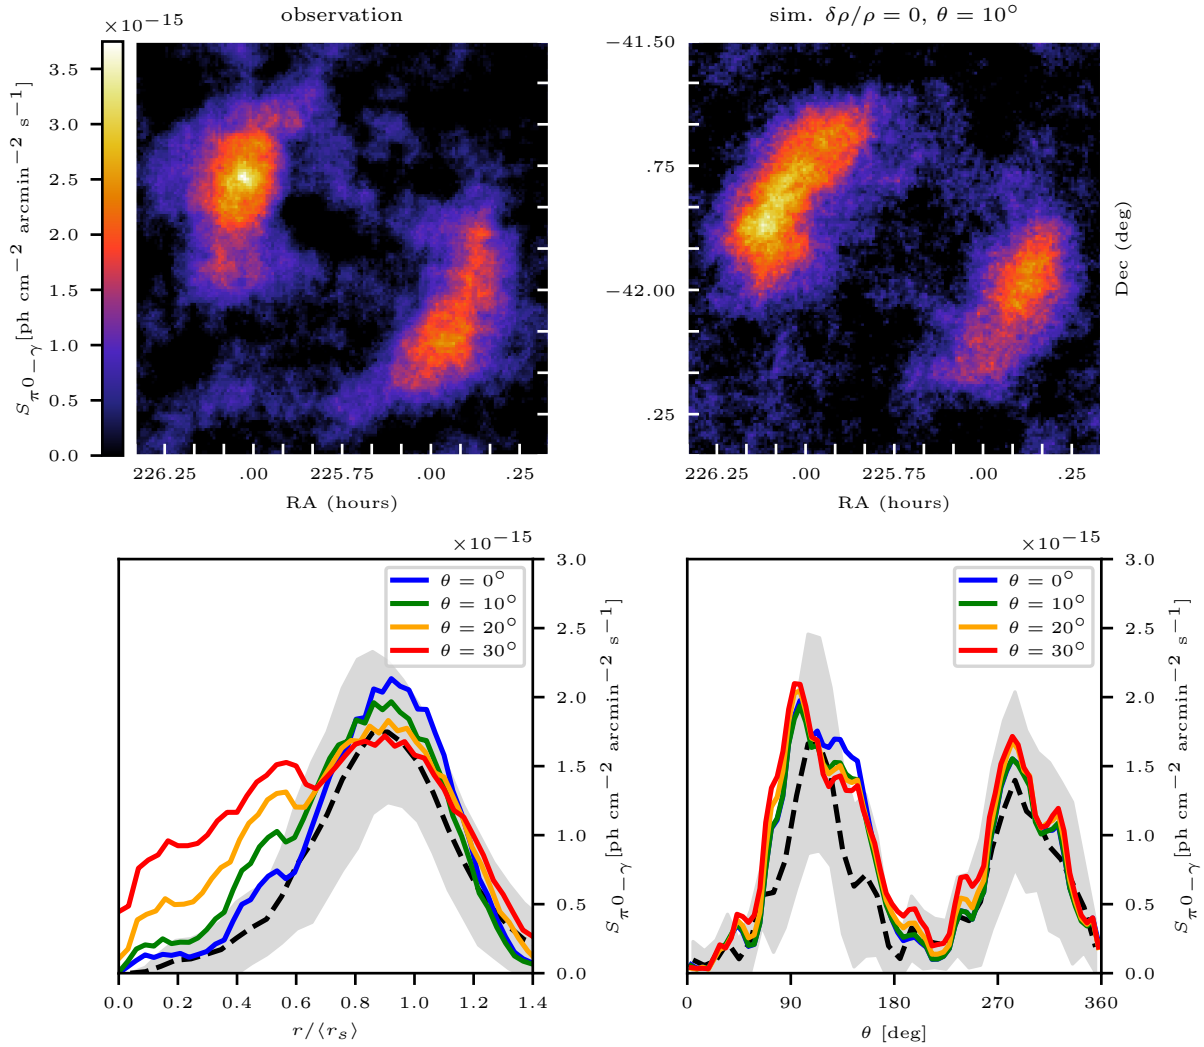 observation
sim. δρ/ρ = 0, θ = 10°
×10−15
3.5
3.0
2.5
2.0
1.5
1.0
0.5
0.0
Sπ0−γ[ph cm−2 arcmin−2 s−1]
226.25 .00 225.75 .00 .25
RA (hours)
−41.50
.75
−42.00
.25
Dec (deg)
226.25 .00 225.75 .00 .25
RA (hours)
×10−15
θ = 0°
θ = 10°
θ = 20°
θ = 30°
3.0
2.5
2.0
1.5
1.0
0.5
0.0
Sπ0−γ[ph cm−2 arcmin−2 s−1]
0.0 0.2 0.4 0.6 0.8 1.0 1.2 1.4
r/⟨rs⟩
×10−15
θ = 0°
θ = 10°
θ = 20°
θ = 30°
3.0
2.5
2.0
1.5
1.0
0.5
0.0
Sπ0−γ[ph cm−2 arcmin−2 s−1]
0 90 180 270 360
θ [deg]